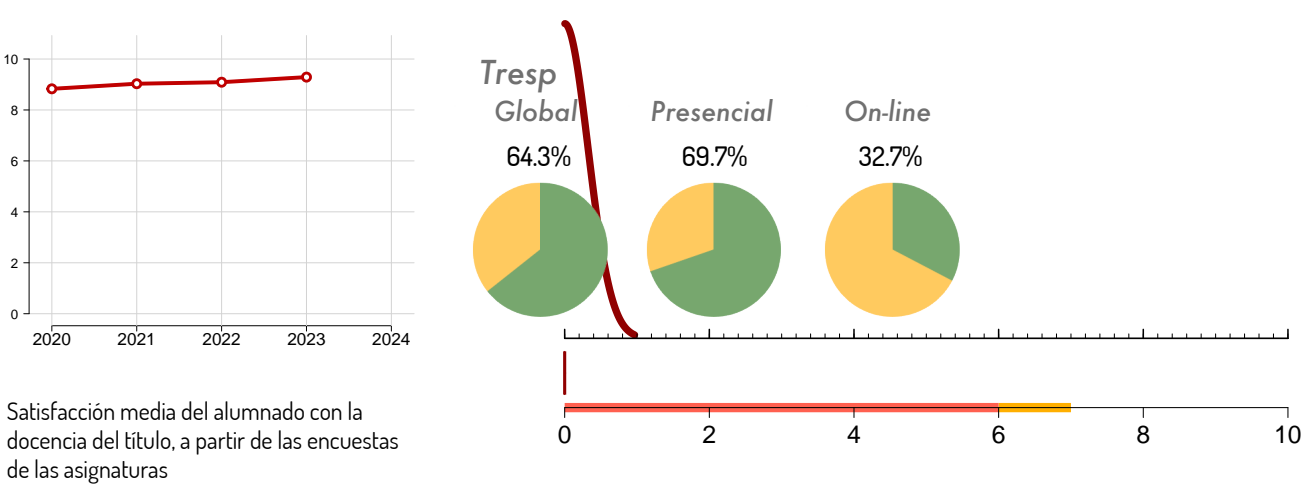 10
8
6
4
2
0
2020 2021 2022 2023 2024
Satisfacción media del alumnado con la
docencia del título, a partir de las encuestas
de las asignaturas
Tresp
Global Presencial On-line
64.3% 69.7% 32.7%
0 2 4 6 8 10